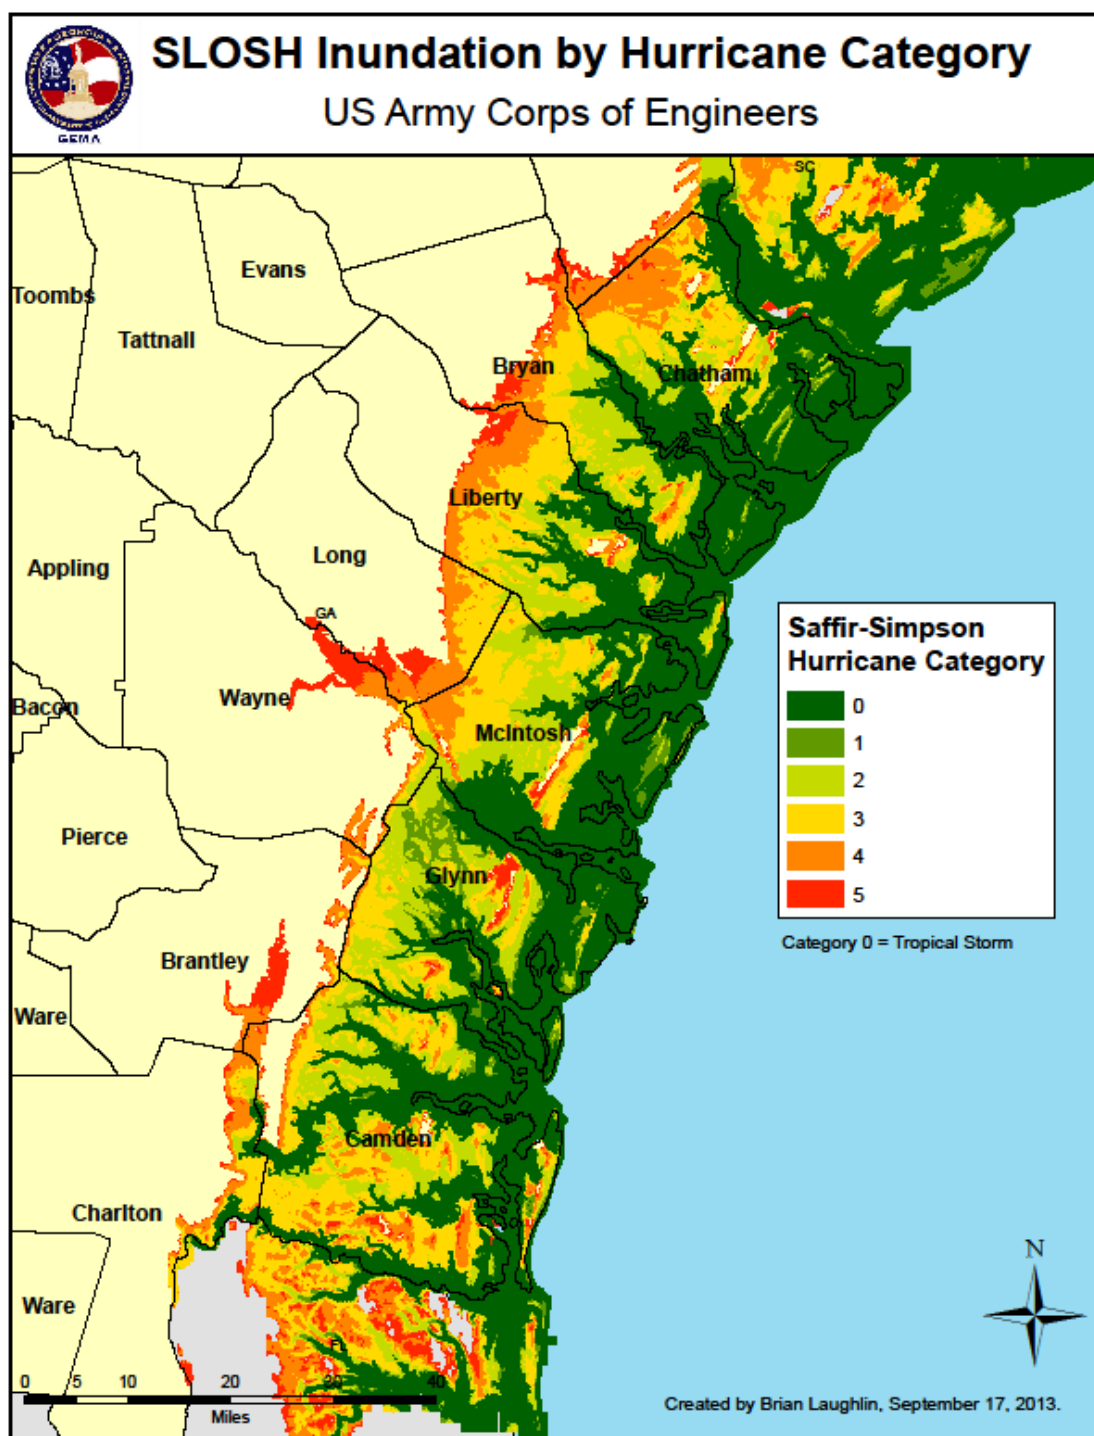 SLOSH Inundation by Hurricane Category
US Army Corps of Engineers
GEMA
SC
Evans
Toombs
Tattnall
Bryan
Chatham
Liberty
Long
Appling
GA
Wayne
Bacon
McIntosh
Pierce
Glynn
Brantley
Ware
Camden
Charlton
Ware
FL
Saffir-Simpson
Hurricane Category
0
1
2
3
4
5
Category 0 = Tropical Storm
N
0 5 10 20 30 40
Miles
Created by Brian Laughlin, September 17, 2013.